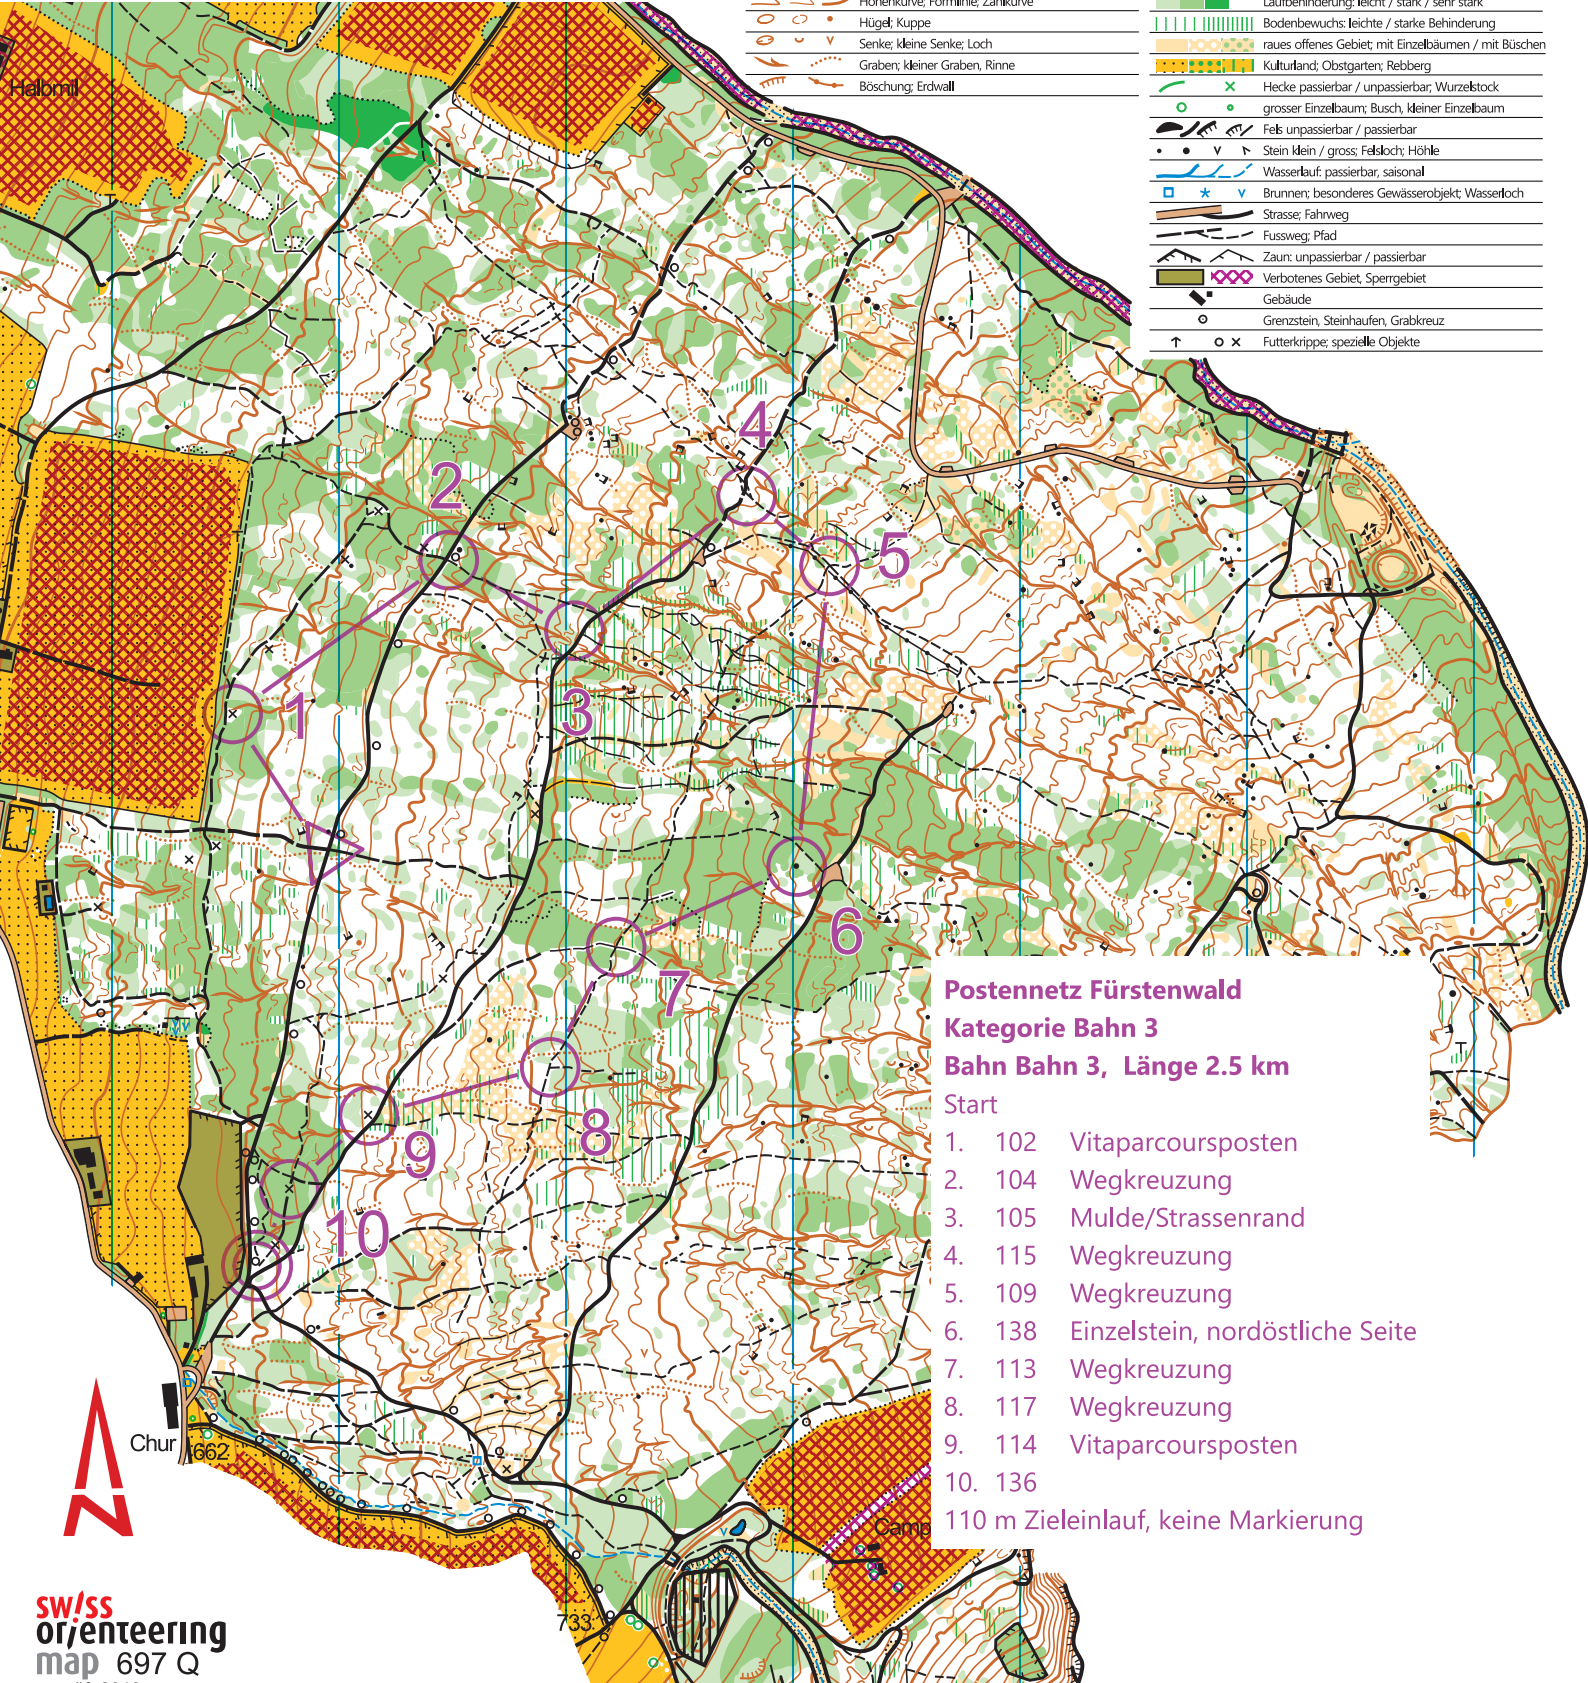 Höhenkurve; Formlinie; Zahlkurve
Hügel; Kuppe
Senke; kleine Senke; Loch
Graben; kleiner Graben, Rinne
Böschung; Erdwall
Laufbehinderung: leicht / stark / sehr stark
Bodenbewuchs: leichte / starke Behinderung
raues offenes Gebiet; mit Einzelbäumen / mit Büschen
Kulturland; Obstgarten; Rebberg
Hecke passierbar / unpassierbar; Wurzelstock
grosser Einzelbaum; Busch, kleiner Einzelbaum
Fels unpassierbar / passierbar
Stein klein / gross; Felsloch; Höhle
Wasserlauf: passierbar, saisonal
Brunnen; besonderes Gewässerobjekt; Wasserloch
Strasse; Fahrweg
Fussweg; Pfad
Zaun: unpassierbar / passierbar
Verbotenes Gebiet, Sperrgebiet
Gebäude
Grenzstein, Steinhaufen, Grabkreuz
Futterkrippe; spezielle Objekte
Halbmil
4
2
5
1
3
6
7
8
9
10
Postennetz Fürstenwald
Kategorie Bahn 3
Bahn Bahn 3, Länge 2.5 km
Start
1. 102 Vitaparcoursposten
2. 104 Wegkreuzung
3. 105 Mulde/Strassenrand
4. 115 Wegkreuzung
5. 109 Wegkreuzung
6. 138 Einzelstein, nordöstliche Seite
7. 113 Wegkreuzung
8. 117 Wegkreuzung
9. 114 Vitaparcoursposten
10. 136
110 m Zieleinlauf, keine Markierung
Chur
662
Camp
733
swiss
orienteering
map 697 Q